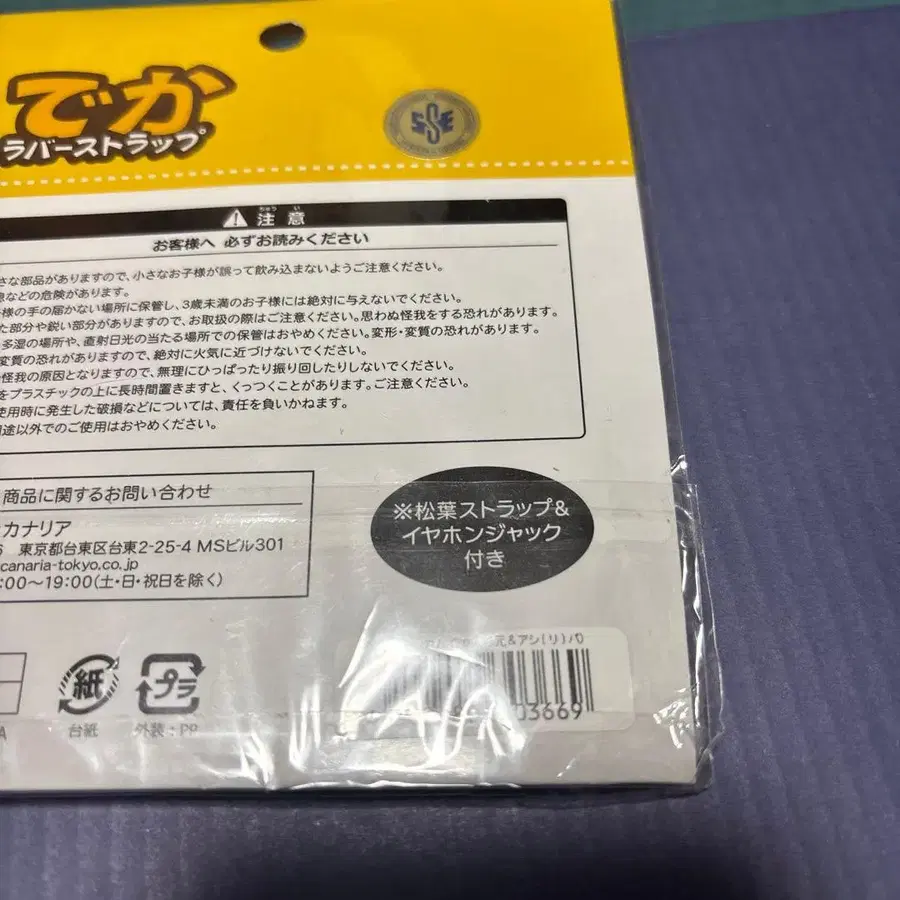 でか
ラバーストラップ
SSE
注意
ちゅう い
お客様へ 必ずお読みください
さな部品がありますので、小さなお子様が誤って飲み込まないようご注意ください。
息などの危険があります。
様の手の届かない場所に保管し、3歳未満のお子様には絶対に与えないでください。
た部分や鋭い部分がありますので、お取扱の際はご注意ください。思わぬ怪我をする恐れがあります。
多湿の場所や、直射日光の当たる場所での保管はおやめください。変形・変質の恐れがあります。
変質の恐れがありますので、絶対に火気に近づけないでください。
怪我の原因となりますので、無理にひっぱったり振り回したりしないでください。
をプラスチックの上に長時間置きますと、くっつくことがあります。ご注意ください。
使用時に発生した破損などについては、責任を負いかねます。
用途以外でのご使用はおやめください。
商品に関するお問い合わせ
カナリア
6 東京都台東区台東2-25-4 MSビル301
canaria-tokyo.co.jp
:00〜19:00(土・日・祝日を除く)
※松葉ストラップ&
イヤホンジャック
付き
元&アシ(リ)パ
03669
紙
プラ
台紙
外装:PP
A